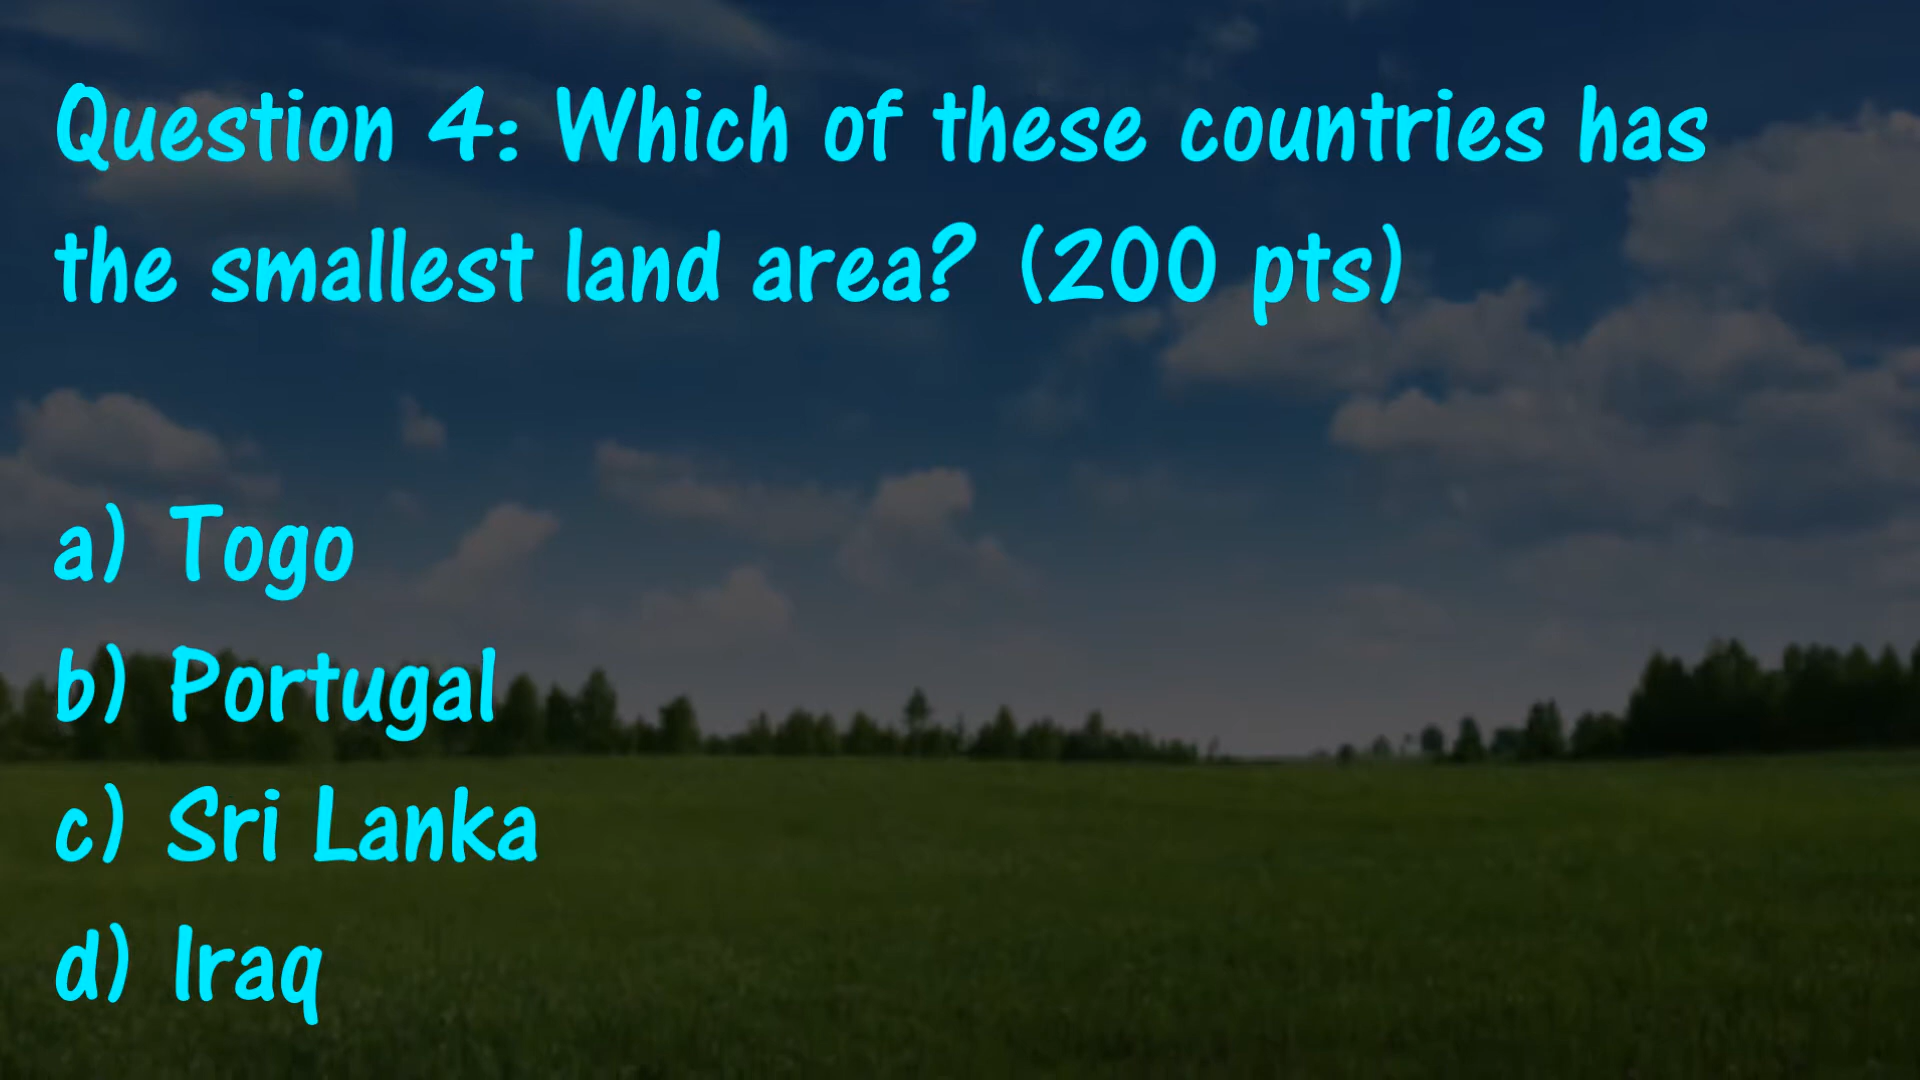 Question 4: Which of these countries has
the smallest land area? (200 pts)
a) Togo
b) Portugal
c) Sri Lanka
d) Iraq